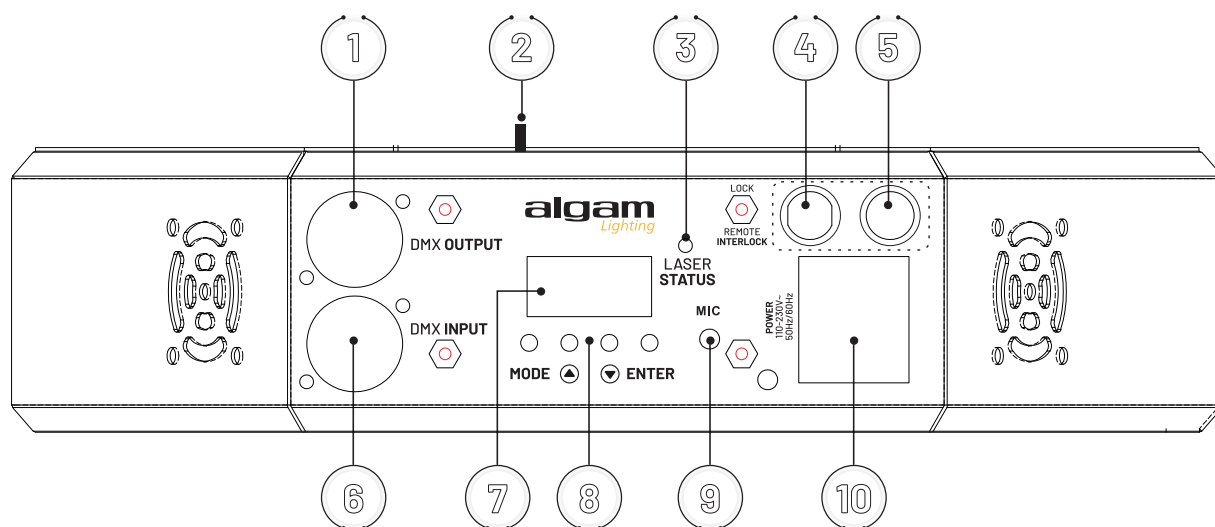 1 2 3 4 5
algam
Lighting
LOCK
REMOTE
INTERLOCK
DMX OUTPUT
LASER
STATUS
MIC
DMX INPUT
POWER
110-230V~
50Hz/60Hz
MODE ENTER
6 7 8 9 10